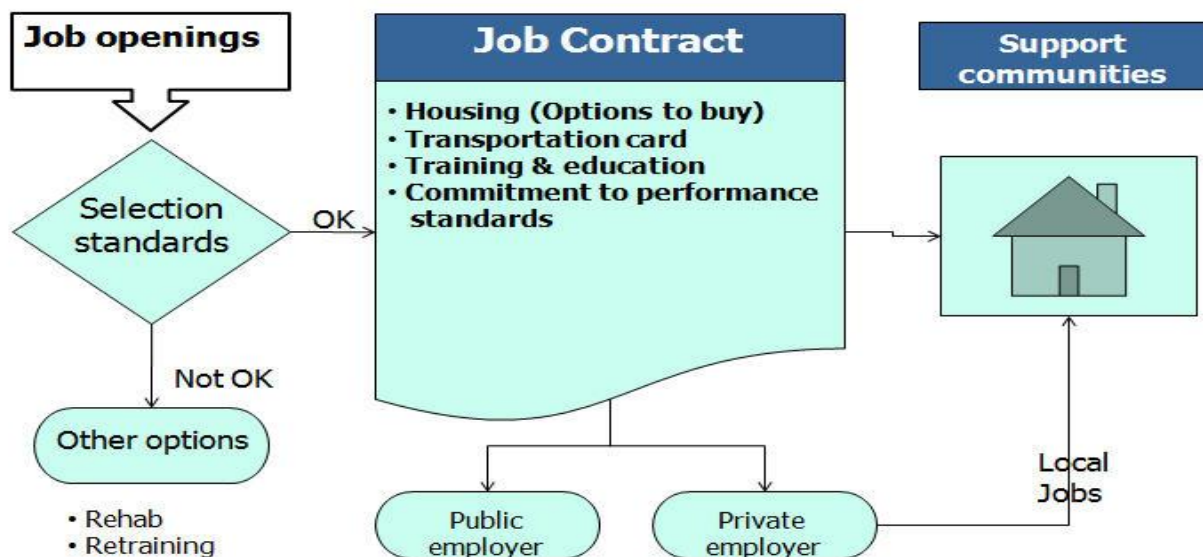 Job openings
Selection
standards
OK
Not OK
Other options
• Rehab
• Retraining
Job Contract
• Housing (Options to buy)
• Transportation card
• Training & education
• Commitment to performance
standards
Public
employer
Private
employer
Support
communities
Local
Jobs